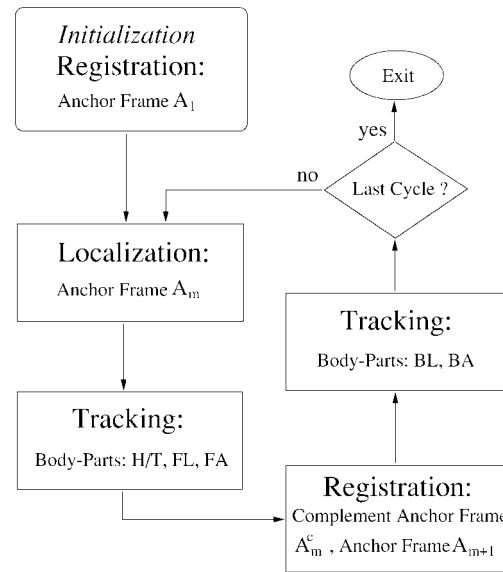 Initialization
Registration:
Anchor Frame A₁
Localization:
Anchor Frame Aₘ
Tracking:
Body-Parts: H/T, FL, FA
Registration:
Complement Anchor Frame
Aₘᶜ , Anchor Frame Aₘ₊₁
Tracking:
Body-Parts: BL, BA
Last Cycle ?
no
yes
Exit